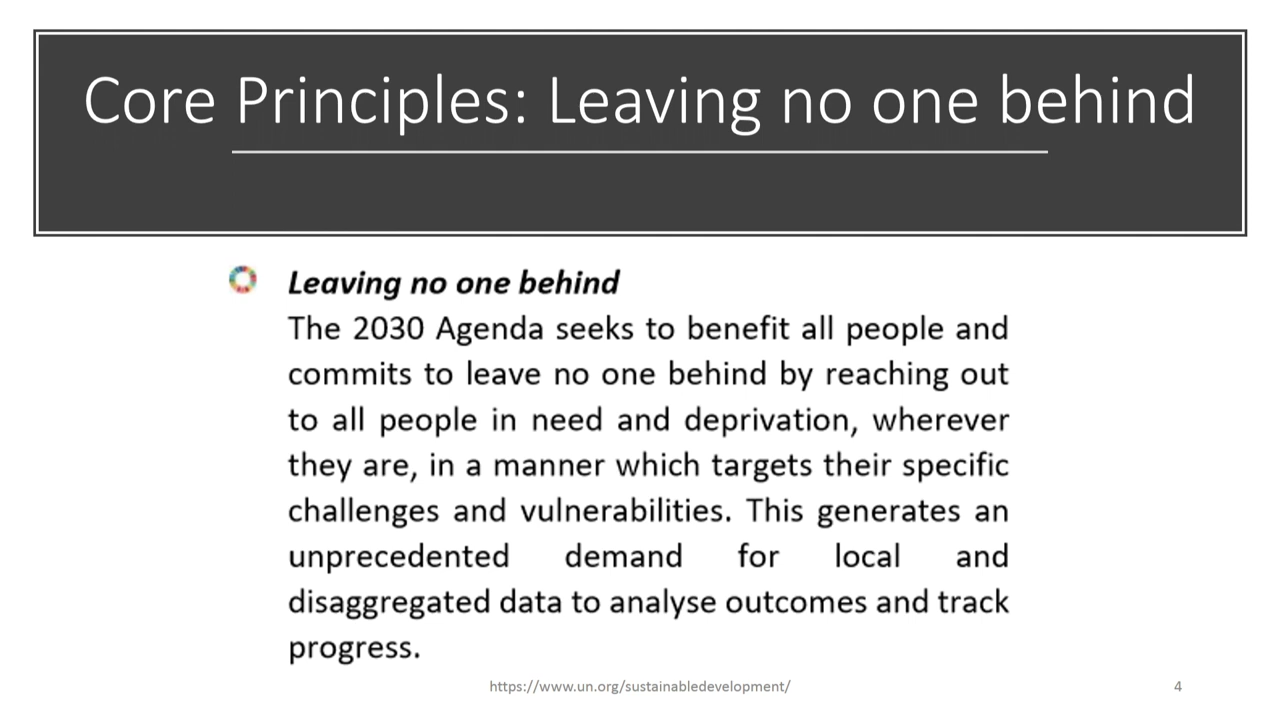 Core Principles: Leaving no one behind
Leaving no one behind
The 2030 Agenda seeks to benefit all people and
commits to leave no one behind by reaching out
to all people in need and deprivation, wherever
they are, in a manner which targets their specific
challenges and vulnerabilities. This generates an
unprecedented demand for local and
disaggregated data to analyse outcomes and track
progress.
https://www.un.org/sustainabledevelopment/
4